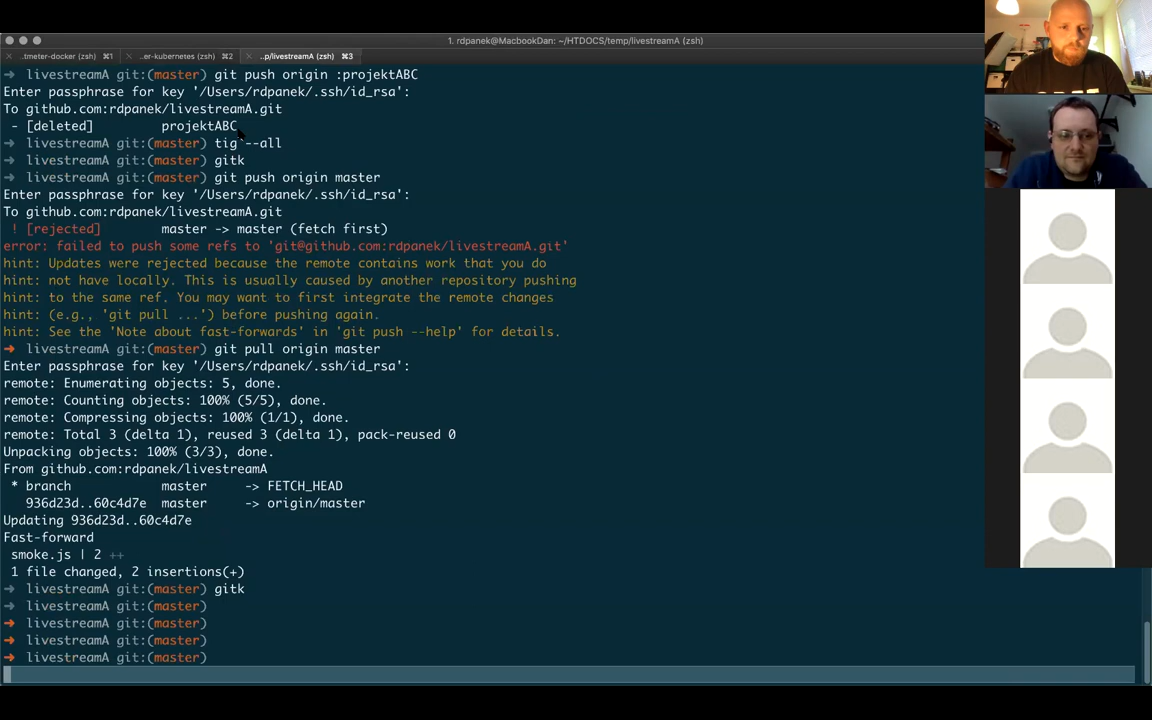 1. rdpanek@MacbookDan: ~/HTDOCS/temp/livestreamA (zsh)
× ..tmeter-docker (zsh) ⌘1 × ..er-kubernetes (zsh) ⌘2 × ..p/livestreamA (zsh) ⌘3
➜ livestreamA git:(master) git push origin :projektABC
Enter passphrase for key '/Users/rdpanek/.ssh/id_rsa':
To github.com:rdpanek/livestreamA.git
- [deleted] projektABC
➜ livestreamA git:(master) tig --all
➜ livestreamA git:(master) gitk
➜ livestreamA git:(master) git push origin master
Enter passphrase for key '/Users/rdpanek/.ssh/id_rsa':
To github.com:rdpanek/livestreamA.git
! [rejected] master -> master (fetch first)
error: failed to push some refs to 'git@github.com:rdpanek/livestreamA.git'
hint: Updates were rejected because the remote contains work that you do
hint: not have locally. This is usually caused by another repository pushing
hint: to the same ref. You may want to first integrate the remote changes
hint: (e.g., 'git pull ...') before pushing again.
hint: See the 'Note about fast-forwards' in 'git push --help' for details.
➜ livestreamA git:(master) git pull origin master
Enter passphrase for key '/Users/rdpanek/.ssh/id_rsa':
remote: Enumerating objects: 5, done.
remote: Counting objects: 100% (5/5), done.
remote: Compressing objects: 100% (1/1), done.
remote: Total 3 (delta 1), reused 3 (delta 1), pack-reused 0
Unpacking objects: 100% (3/3), done.
From github.com:rdpanek/livestreamA
* branch master -> FETCH_HEAD
936d23d..60c4d7e master -> origin/master
Updating 936d23d..60c4d7e
Fast-forward
smoke.js | 2 ++
1 file changed, 2 insertions(+)
➜ livestreamA git:(master) gitk
➜ livestreamA git:(master)
➜ livestreamA git:(master)
➜ livestreamA git:(master)
➜ livestreamA git:(master)